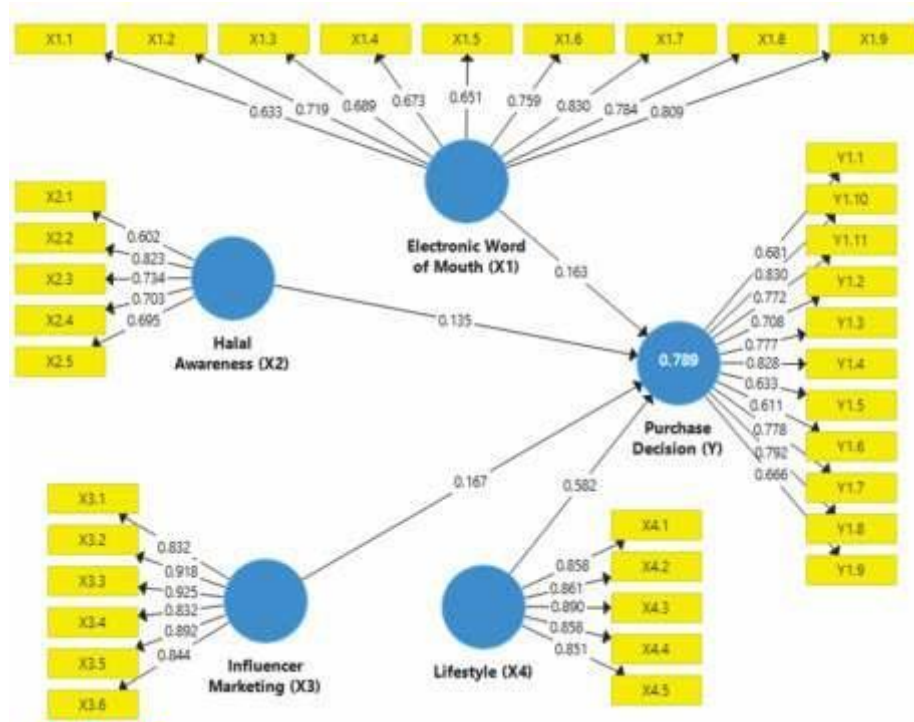 X1.1 X1.2 X1.3 X1.4 X1.5 X1.6 X1.7 X1.8 X1.9
0.633 0.719 0.689 0.673 0.651 0.759 0.830 0.784 0.809
Electronic Word
of Mouth (X1)
X2.1
X2.2
X2.3
X2.4
X2.5
0.602
0.823
0.734
0.703
0.695
Halal
Awareness (X2)
0.163
0.135
0.167
0.582
0.789
Purchase
Decision (Y)
0.681
0.830
0.772
0.708
0.777
0.828
0.633
0.611
0.778
0.792
0.666
Y1.1
Y1.10
Y1.11
Y1.2
Y1.3
Y1.4
Y1.5
Y1.6
Y1.7
Y1.8
Y1.9
X3.1
X3.2
X3.3
X3.4
X3.5
X3.6
0.832
0.918
0.925
0.832
0.892
0.844
Influencer
Marketing (X3)
Lifestyle (X4)
0.858
0.861
0.890
0.858
0.851
X4.1
X4.2
X4.3
X4.4
X4.5